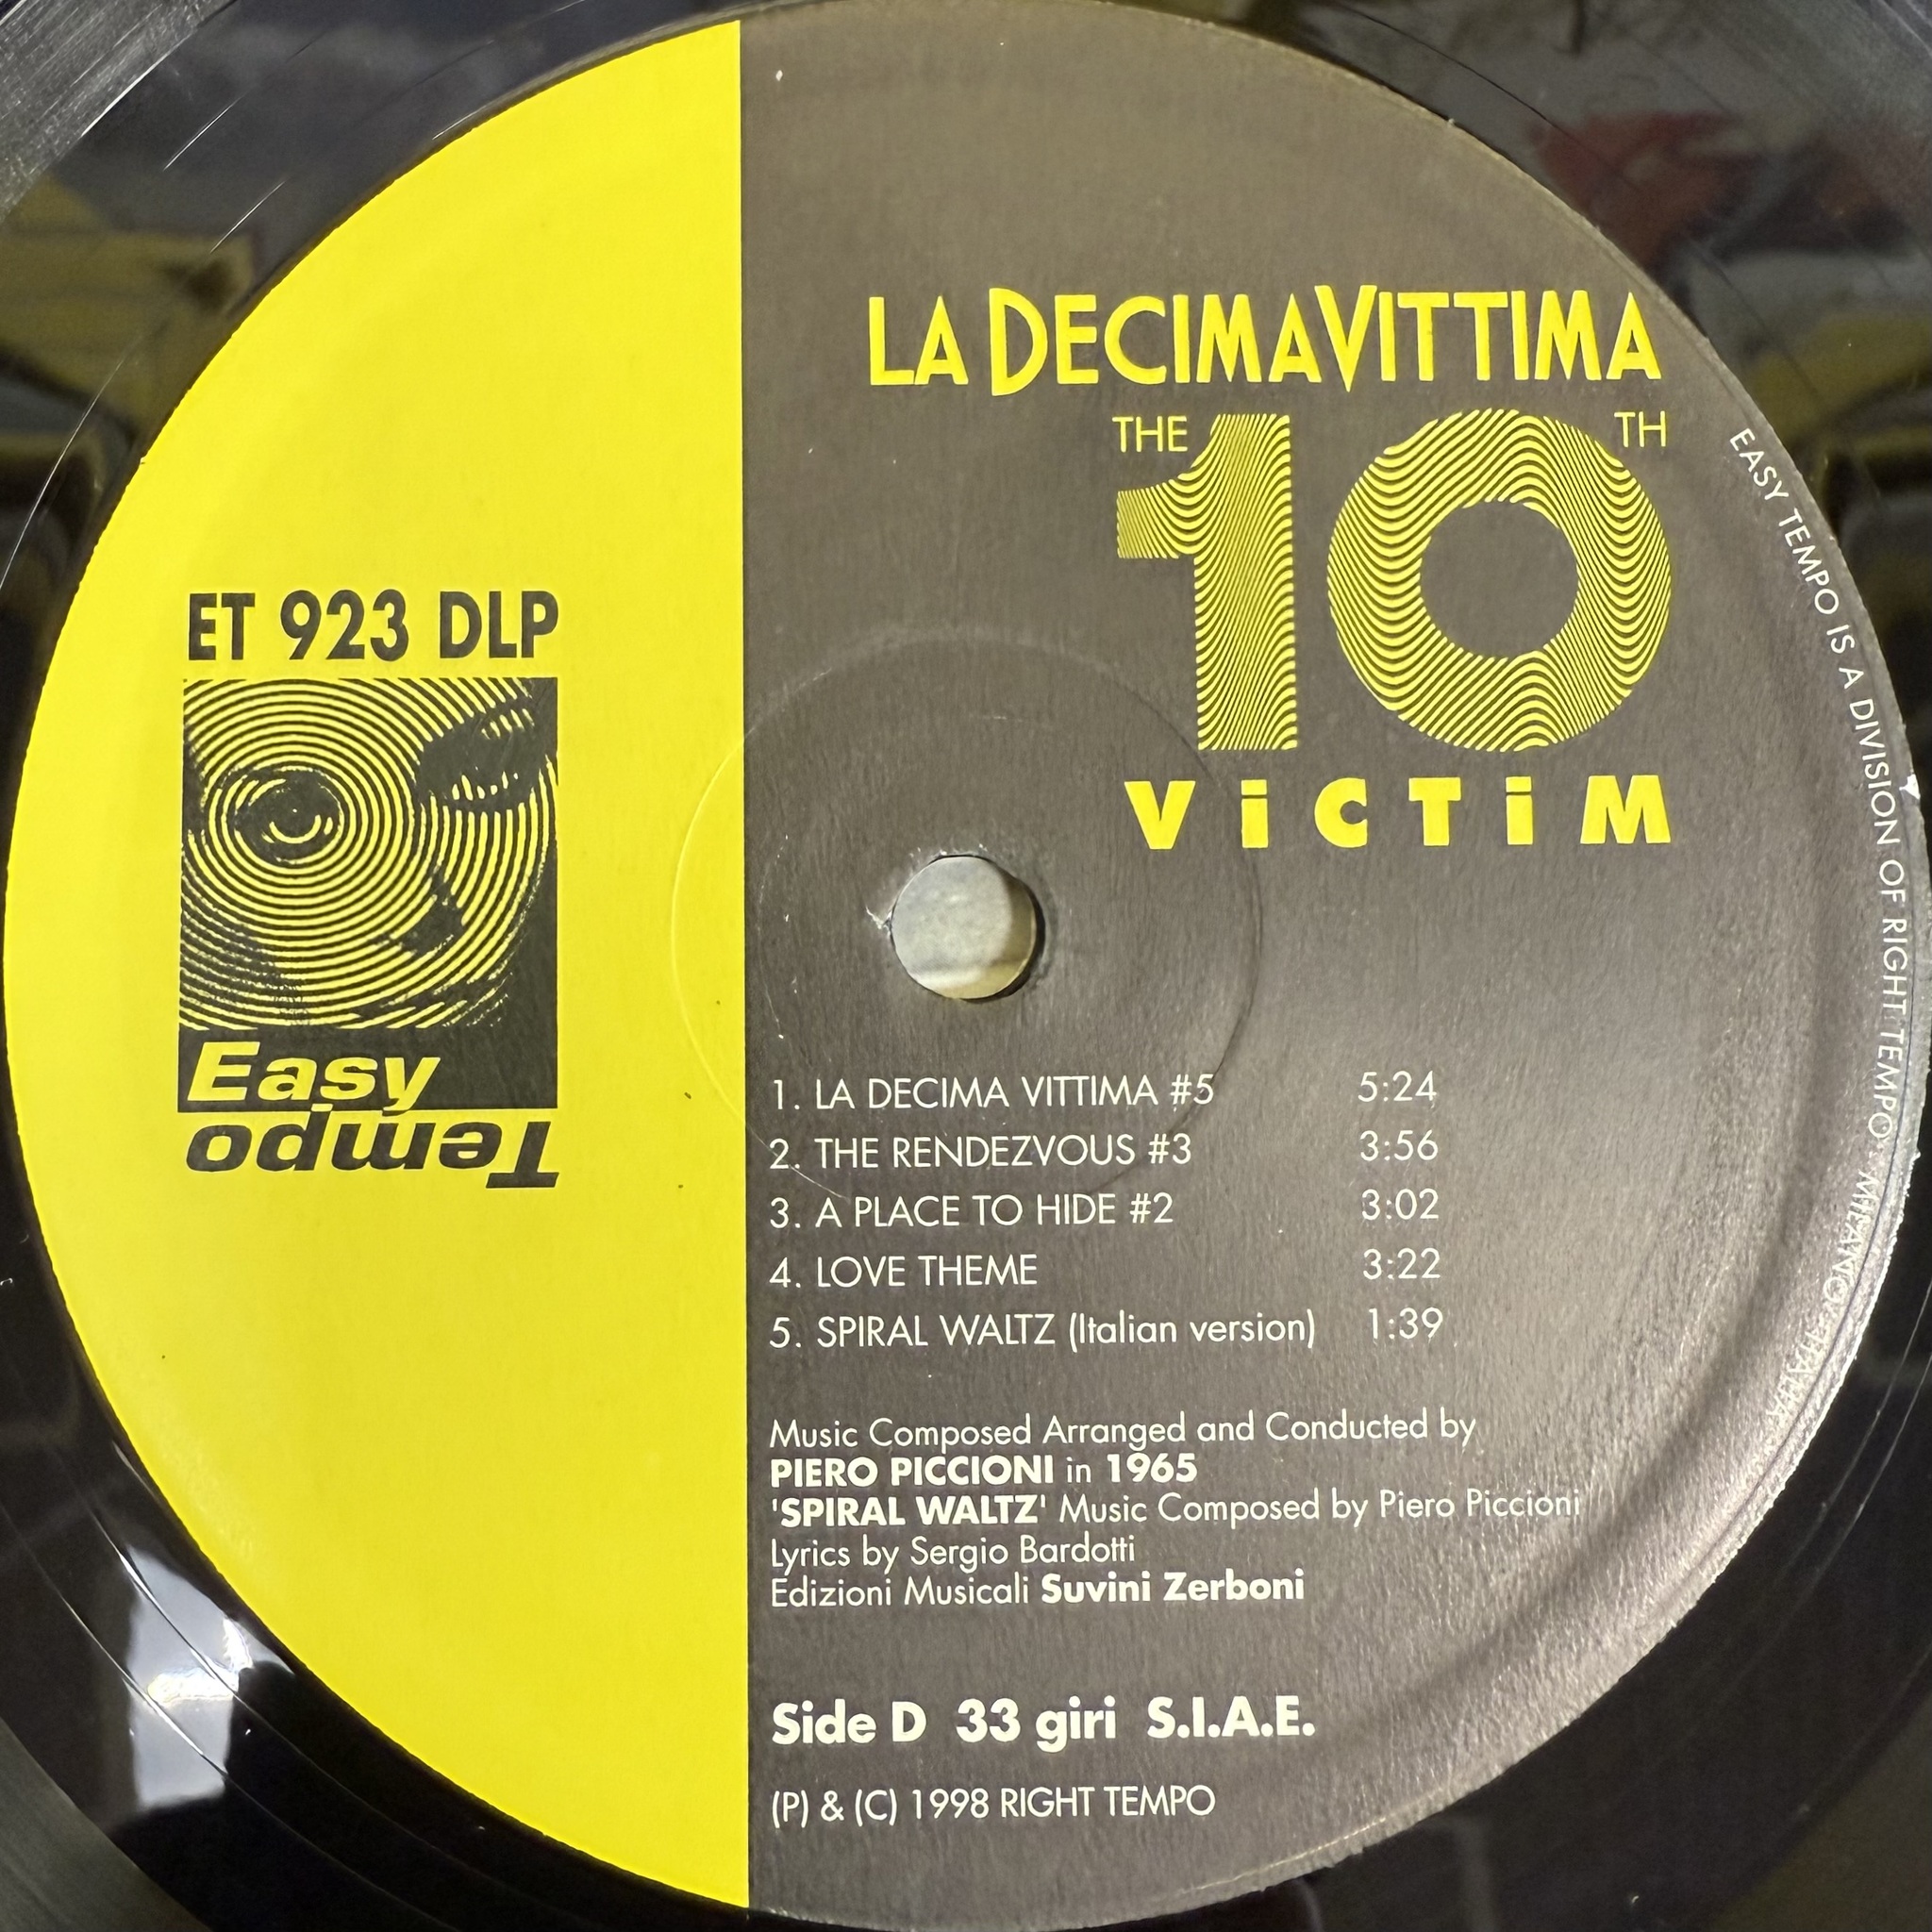 LA DECIMA VITTIMA
THE 10 TH
ViCTiM
ET 923 DLP
Easy
Tempo
1. LA DECIMA VITTIMA #5 5:24
2. THE RENDEZVOUS #3 3:56
3. A PLACE TO HIDE #2 3:02
4. LOVE THEME 3:22
5. SPIRAL WALTZ (Italian version) 1:39
Music Composed Arranged and Conducted by
PIERO PICCIONI in 1965
'SPIRAL WALTZ' Music Composed by Piero Piccioni
Lyrics by Sergio Bardotti
Edizioni Musicali Suvini Zerboni
Side D 33 giri S.I.A.E.
(P) & (C) 1998 RIGHT TEMPO
EASY TEMPO IS A DIVISION OF RIGHT TEMPO MILANO - ITALY